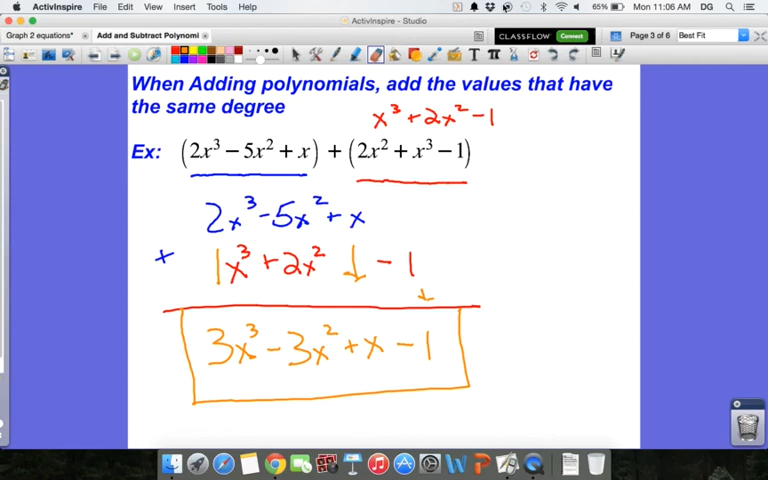 ActivInspire File Edit View Insert Tools Help 65% Mon 11:06 AM DG
ActivInspire - Studio
Graph 2 equations* Add and Subtract Polynomi CLASSFLOW Connect Page 3 of 6 Best Fit
When Adding polynomials, add the values that have
the same degree
x³ + 2x² - 1
Ex: (2x³ − 5x² + x) + (2x² + x³ − 1)
2x³ - 5x² + x
+ 1x³ + 2x² ↓ - 1
↓
3x³ - 3x² + x - 1